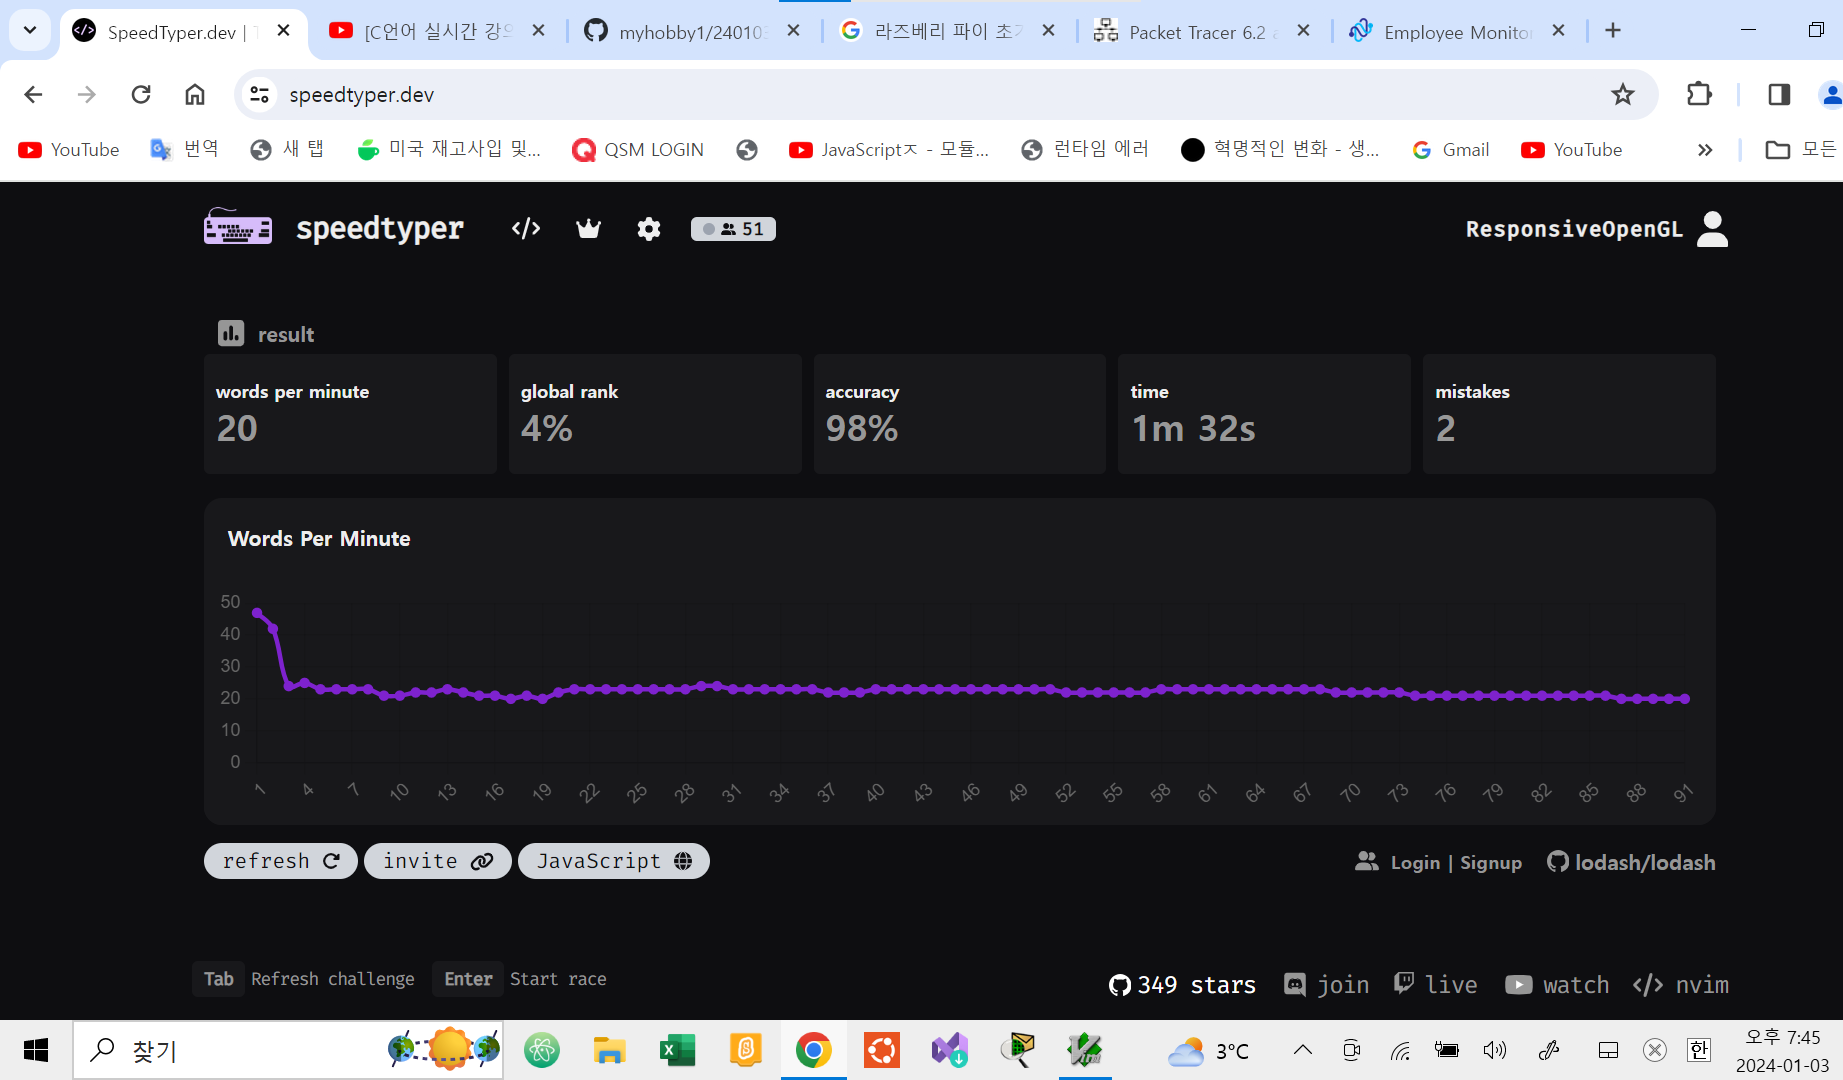 SpeedTyper.dev | T
[C언어 실시간 강의
myhobby1/240103
라즈베리 파이 초기
Packet Tracer 6.2 a
Employee Monitor
speedtyper.dev
YouTube
번역
새 탭
미국 재고사입 및...
QSM LOGIN
JavaScriptㅈ - 모듈...
런타임 에러
혁명적인 변화 - 생...
Gmail
YouTube
모든
speedtyper
51
ResponsiveOpenGL
result
words per minute
20
global rank
4%
accuracy
98%
time
1m 32s
mistakes
2
Words Per Minute
50
40
30
20
10
0
1 4 7 10 13 16 19 22 25 28 31 34 37 40 43 46 49 52 55 58 61 64 67 70 73 76 79 82 85 88 91
refresh
invite
JavaScript
Login | Signup
lodash/lodash
Tab Refresh challenge
Enter Start race
349 stars
join
live
watch
nvim
찾기
3°C
한
오후 7:45
2024-01-03